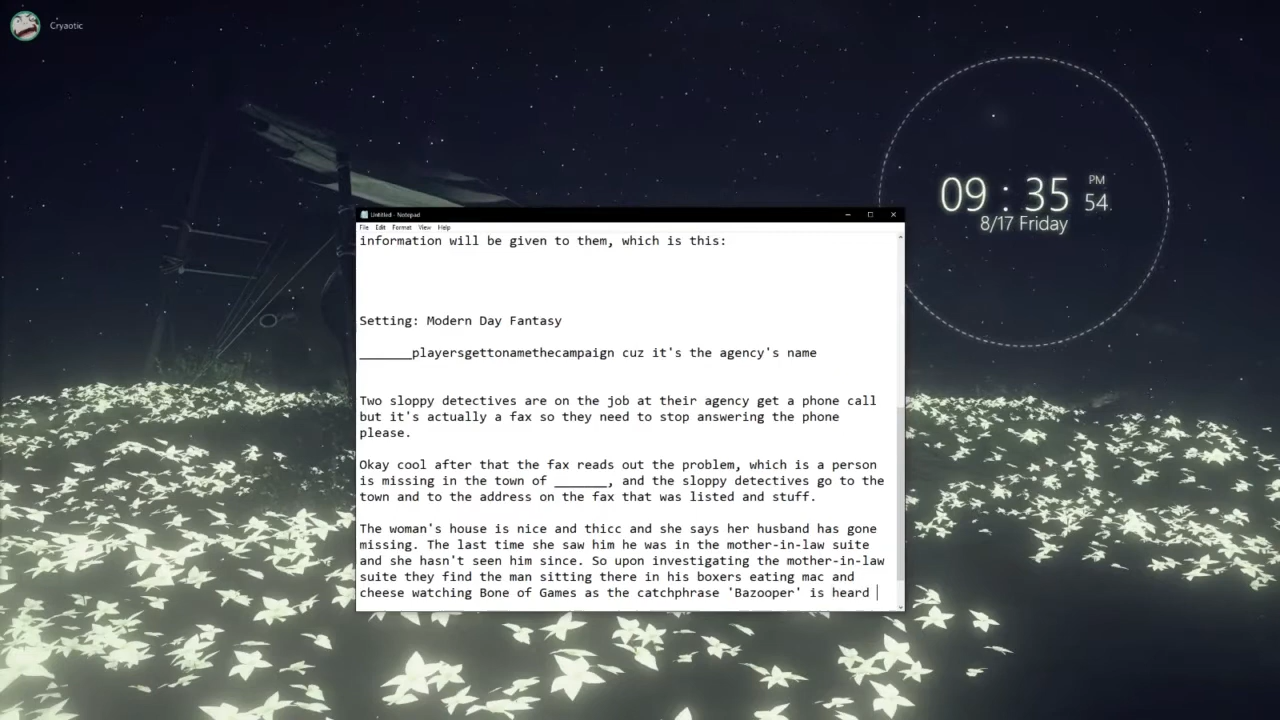 Cryaotic
09 : 35 PM 54
8/17 Friday
Untitled - Notepad
File Edit Format View Help
information will be given to them, which is this:
Setting: Modern Day Fantasy
_______playersgettonamethecampaign cuz it's the agency's name
Two sloppy detectives are on the job at their agency get a phone call
but it's actually a fax so they need to stop answering the phone
please.
Okay cool after that the fax reads out the problem, which is a person
is missing in the town of _______, and the sloppy detectives go to the
town and to the address on the fax that was listed and stuff.
The woman's house is nice and thicc and she says her husband has gone
missing. The last time she saw him he was in the mother-in-law suite
and she hasn't seen him since. So upon investigating the mother-in-law
suite they find the man sitting there in his boxers eating mac and
cheese watching Bone of Games as the catchphrase 'Bazooper' is heard